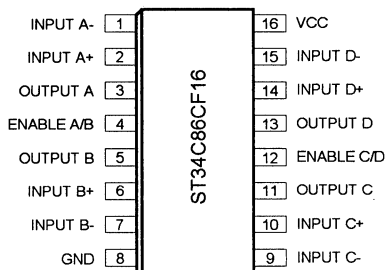 INPUT A- 1
INPUT A+ 2
OUTPUT A 3
ENABLE A/B 4
OUTPUT B 5
INPUT B+ 6
INPUT B- 7
GND 8
ST34C86CF16
16 VCC
15 INPUT D-
14 INPUT D+
13 OUTPUT D
12 ENABLE C/D
11 OUTPUT C
10 INPUT C+
9 INPUT C-